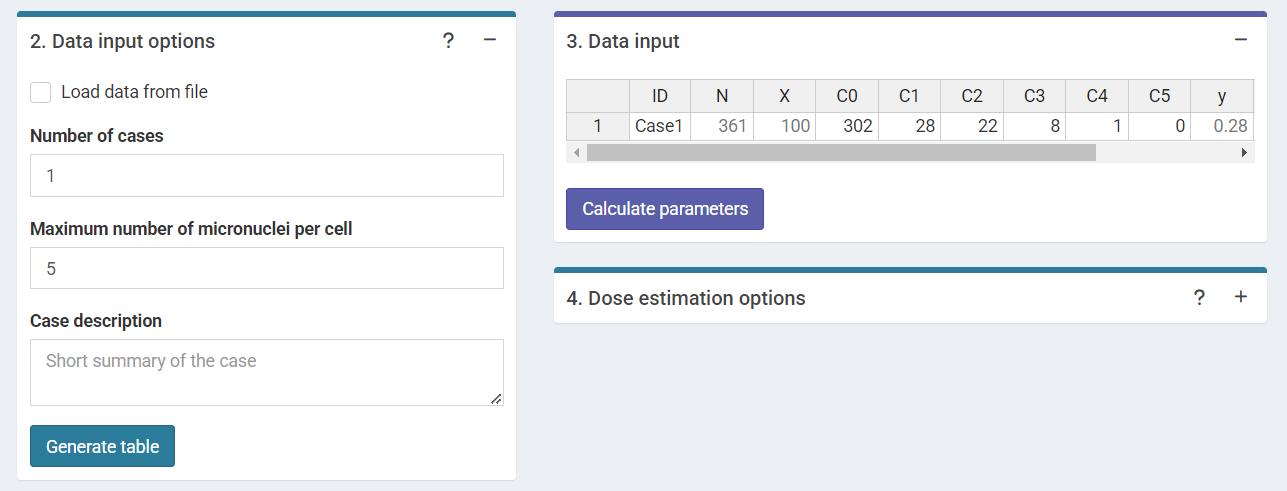 2. Data input options
?
Load data from file
Number of cases
1
Maximum number of micronuclei per cell
5
Case description
Short summary of the case
Generate table
3. Data input
ID N X C0 C1 C2 C3 C4 C5 y
1 Case1 361 100 302 28 22 8 1 0 0.28
Calculate parameters
4. Dose estimation options
?